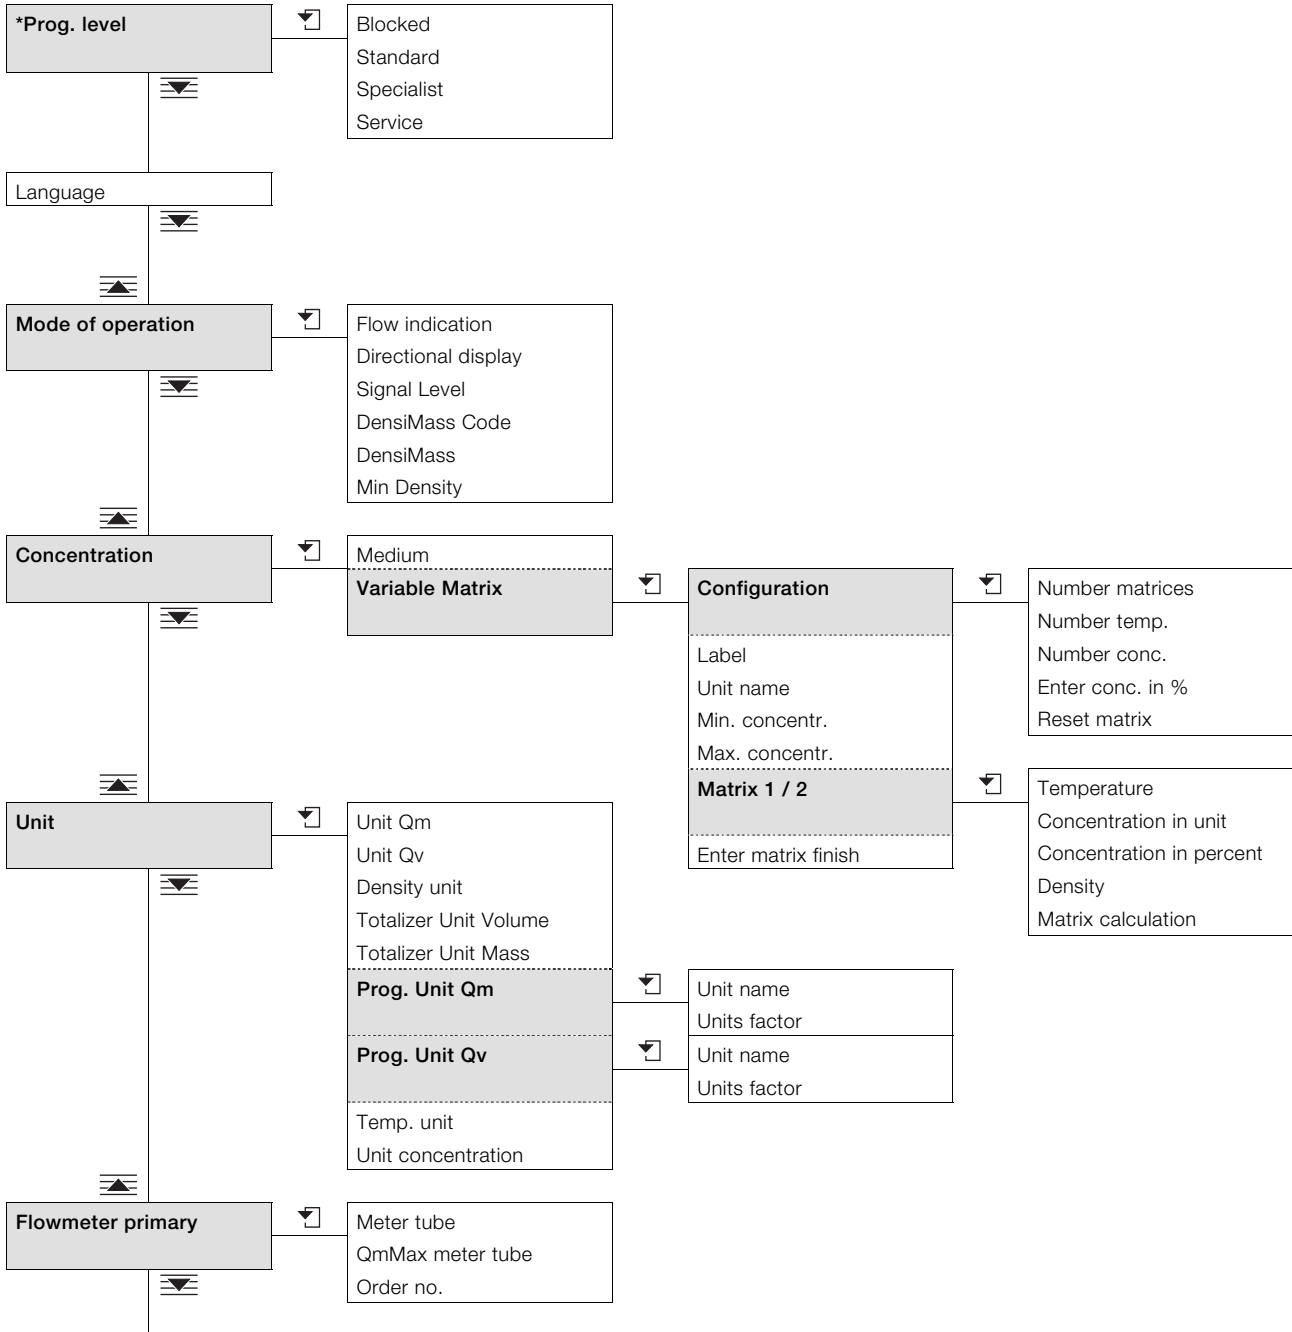 *Prog. level
Blocked
Standard
Specialist
Service
Language
Mode of operation
Flow indication
Directional display
Signal Level
DensiMass Code
DensiMass
Min Density
Concentration
Medium
Variable Matrix
Configuration
Label
Unit name
Min. concentr.
Max. concentr.
Matrix 1 / 2
Enter matrix finish
Number matrices
Number temp.
Number conc.
Enter conc. in %
Reset matrix
Temperature
Concentration in unit
Concentration in percent
Density
Matrix calculation
Unit
Unit Qm
Unit Qv
Density unit
Totalizer Unit Volume
Totalizer Unit Mass
Prog. Unit Qm
Unit name
Units factor
Prog. Unit Qv
Unit name
Units factor
Temp. unit
Unit concentration
Flowmeter primary
Meter tube
QmMax meter tube
Order no.